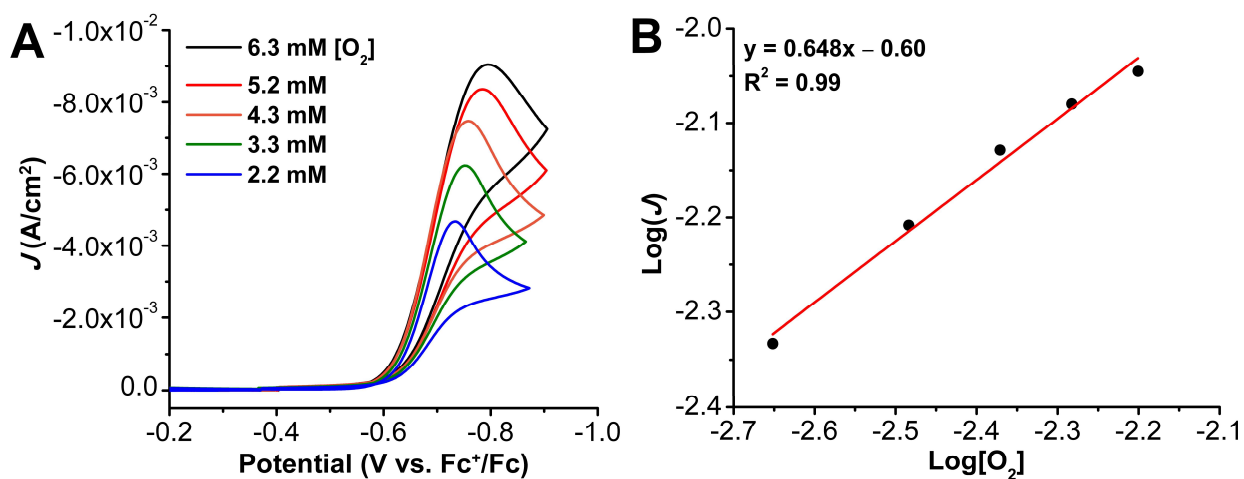 A
-1.0x10⁻²
-8.0x10⁻³
-6.0x10⁻³
-4.0x10⁻³
-2.0x10⁻³
0.0
J (A/cm²)
6.3 mM [O₂]
5.2 mM
4.3 mM
3.3 mM
2.2 mM
-0.2
-0.4
-0.6
-0.8
-1.0
Potential (V vs. Fc⁺/Fc)
B
y = 0.648x – 0.60
R² = 0.99
-2.0
-2.1
-2.2
-2.3
-2.4
Log(J)
-2.7
-2.6
-2.5
-2.4
-2.3
-2.2
-2.1
Log[O₂]